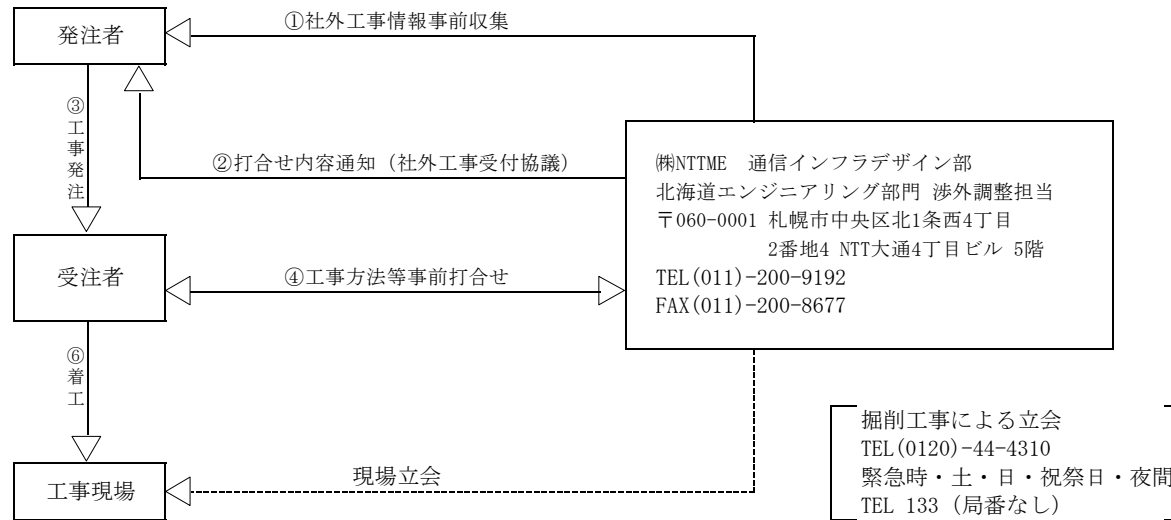 発注者
①社外工事情報事前収集
③工事発注
②打合せ内容通知（社外工事受付協議）
㈱NTTME　通信インフラデザイン部
北海道エンジニアリング部門 渉外調整担当
〒060-0001 札幌市中央区北1条西4丁目
2番地4 NTT大通4丁目ビル 5階
TEL(011)-200-9192
FAX(011)-200-8677
受注者
④工事方法等事前打合せ
⑥着工
掘削工事による立会
TEL(0120)-44-4310
緊急時・土・日・祝祭日・夜間
TEL 133（局番なし）
工事現場
現場立会